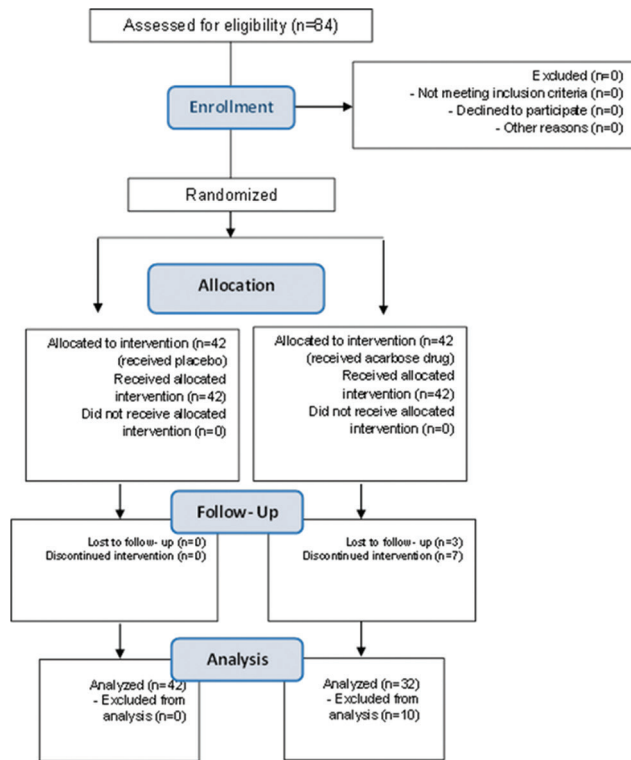 Assessed for eligibility (n=84)
Enrollment
Excluded (n=0)
- Not meeting inclusion criteria (n=0)
- Declined to participate (n=0)
- Other reasons (n=0)
Randomized
Allocation
Allocated to intervention (n=42
(received placebo)
Received allocated
intervention (n=42)
Did not receive allocated
intervention (n=0)
Allocated to intervention (n=42
(received acarbose drug)
Received allocated
intervention (n=42)
Did not receive allocated
intervention (n=0)
Follow- Up
Lost to follow- up (n=0)
Discontinued intervention (n=0)
Lost to follow- up (n=3)
Discontinued intervention (n=7)
Analysis
Analyzed (n=42)
- Excluded from
analysis (n=0)
Analyzed (n=32)
- Excluded from
analysis (n=10)